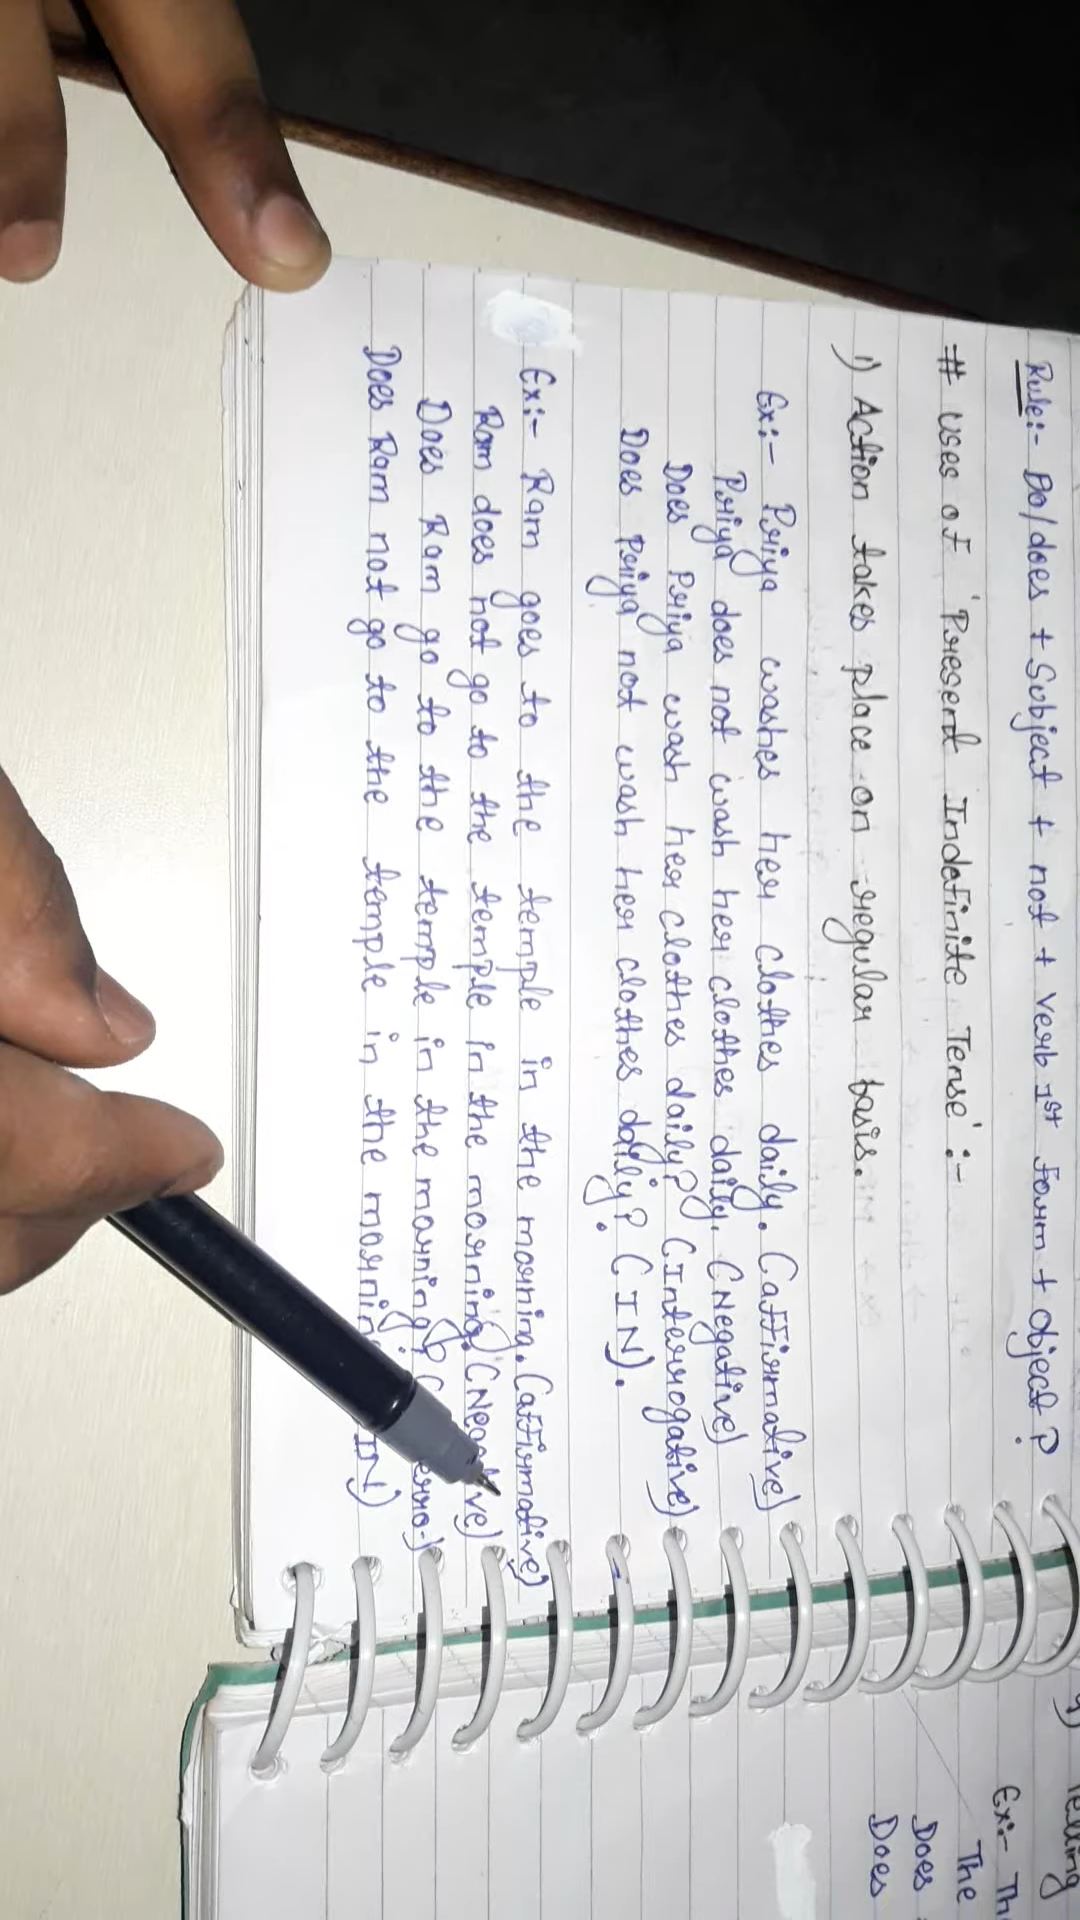 Rule:- Do/does + Subject + not + verb 1st form + object ?
# uses of 'Present Indefinite Tense' :-
1) Action takes place on regular basis.
Ex:- Priya washes her clothes daily. (affirmative)
Priya does not wash her clothes daily. (Negative)
Does Priya wash her clothes daily? (Interrogative)
Does Priya not wash her clothes daily? (IN).
Ex:- Ram goes to the temple in the morning. (affirmative)
Ram does not go to the temple in the morning. (Negative)
Does Ram go to the temple in the morning? (
Does Ram not go to the temple in the morning IN)
Telling
Ex:- The
The
Does
Does